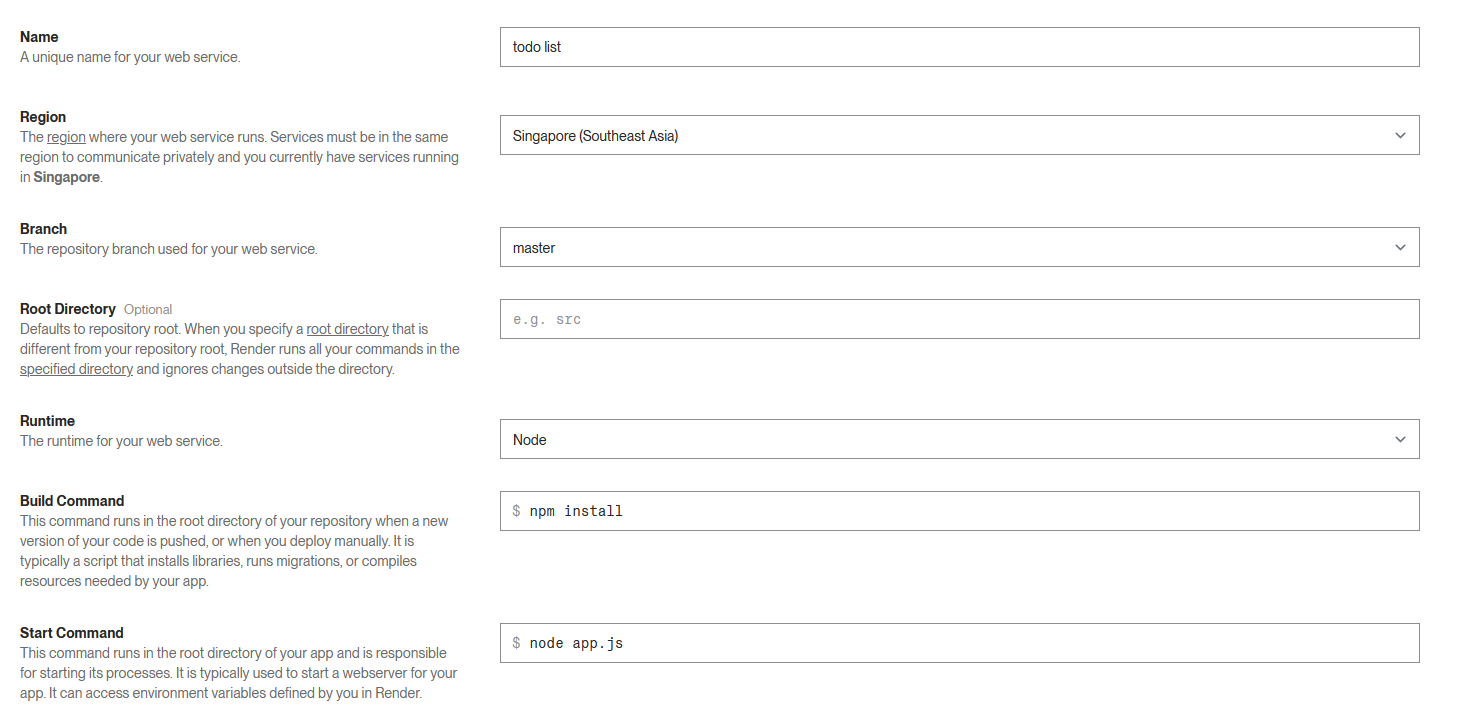 Name
A unique name for your web service.
todo list
Region
The region where your web service runs. Services must be in the same
region to communicate privately and you currently have services running
in Singapore.
Singapore (Southeast Asia)
Branch
The repository branch used for your web service.
master
Root Directory Optional
Defaults to repository root. When you specify a root directory that is
different from your repository root, Render runs all your commands in the
specified directory and ignores changes outside the directory.
e.g. src
Runtime
The runtime for your web service.
Node
Build Command
This command runs in the root directory of your repository when a new
version of your code is pushed, or when you deploy manually. It is
typically a script that installs libraries, runs migrations, or compiles
resources needed by your app.
$ npm install
Start Command
This command runs in the root directory of your app and is responsible
for starting its processes. It is typically used to start a webserver for your
app. It can access environment variables defined by you in Render.
$ node app.js